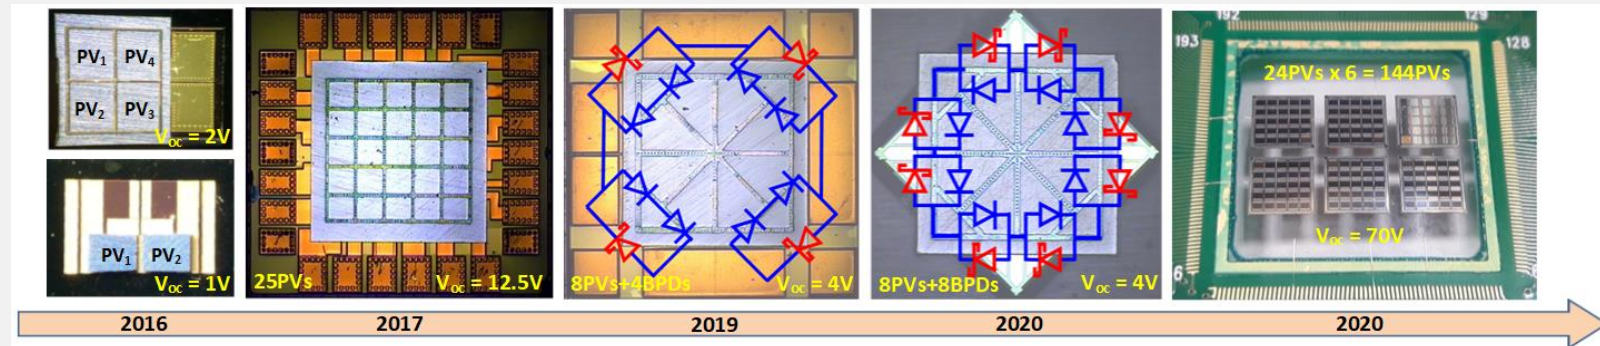 PV₁ PV₄
PV₂ PV₃
Vₒc = 2V
PV₁ PV₂
Vₒc = 1V
25PVs Vₒc = 12.5V
8PVs+4BPDs Vₒc = 4V
8PVs+8BPDs Vₒc = 4V
192 129
193 128
24PVs x 6 = 144PVs
Vₒc = 70V
2016 2017 2019 2020 2020